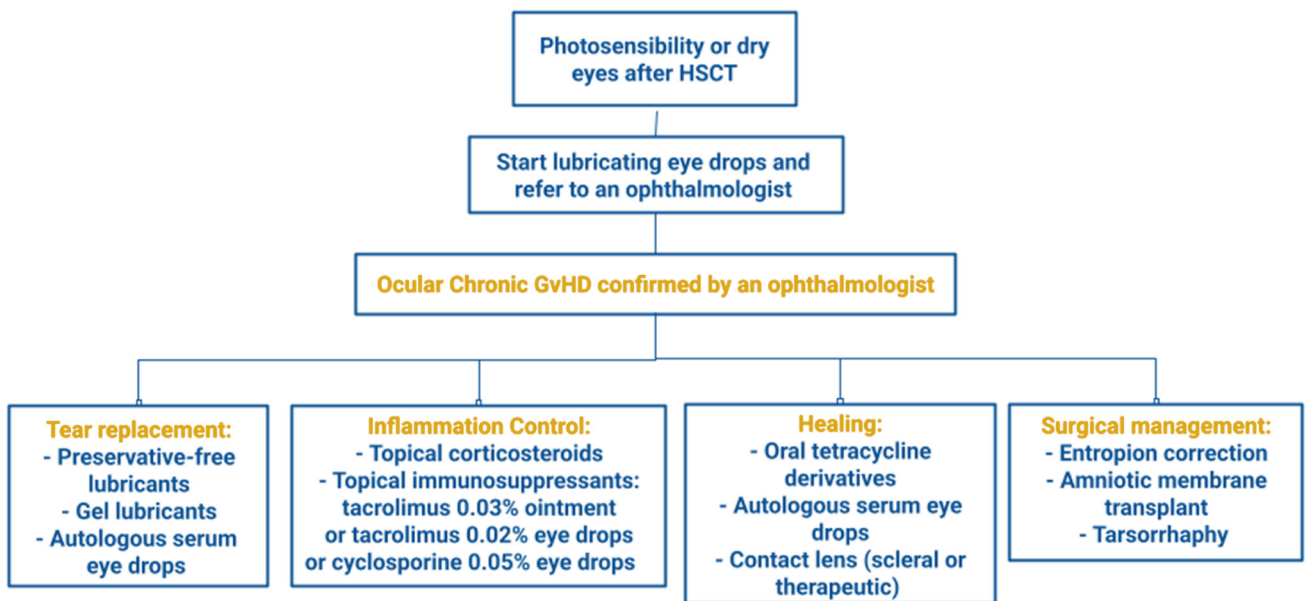 Photosensibility or dry
eyes after HSCT
Start lubricating eye drops and
refer to an ophthalmologist
Ocular Chronic GvHD confirmed by an ophthalmologist
Tear replacement:
- Preservative-free
lubricants
- Gel lubricants
- Autologous serum
eye drops
Inflammation Control:
- Topical corticosteroids
- Topical immunosuppressants:
tacrolimus 0.03% ointment
or tacrolimus 0.02% eye drops
or cyclosporine 0.05% eye drops
Healing:
- Oral tetracycline
derivatives
- Autologous serum eye
drops
- Contact lens (scleral or
therapeutic)
Surgical management:
- Entropion correction
- Amniotic membrane
transplant
- Tarsorrhaphy